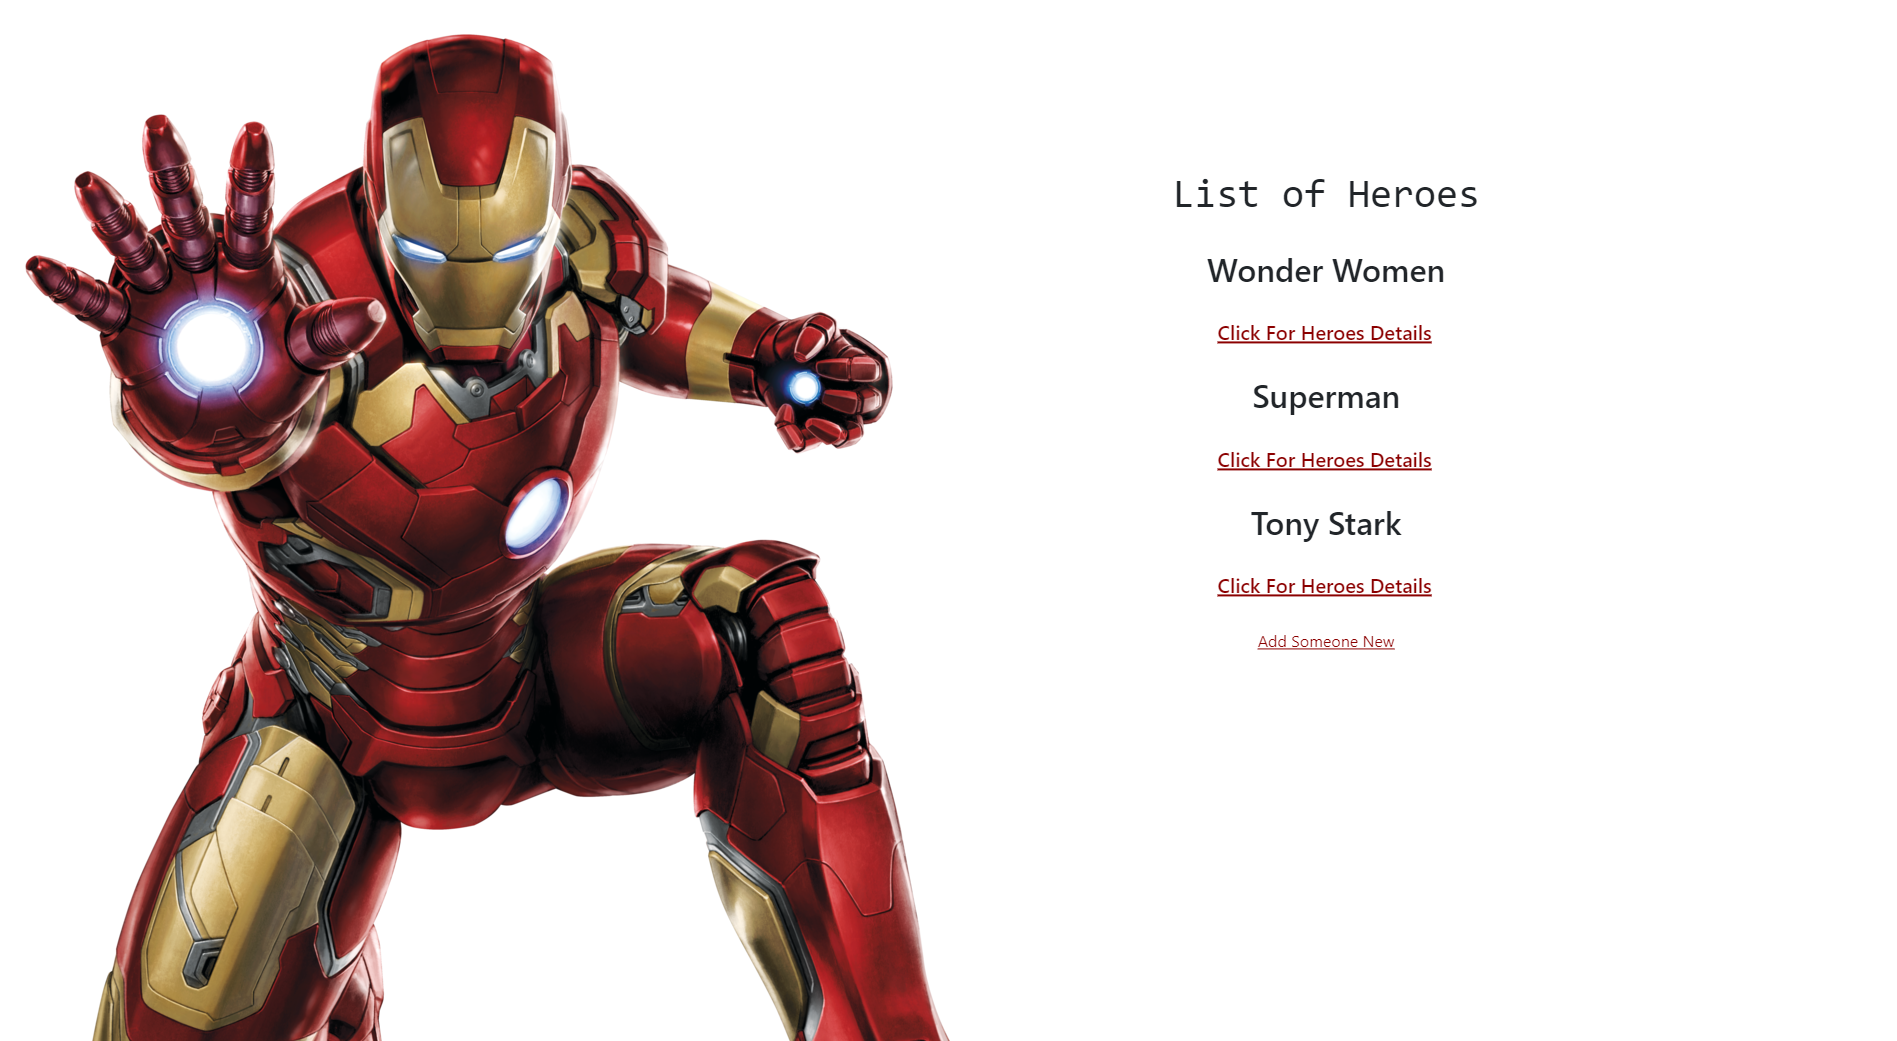 List of Heroes
Wonder Women
Click For Heroes Details
Superman
Click For Heroes Details
Tony Stark
Click For Heroes Details
Add Someone New